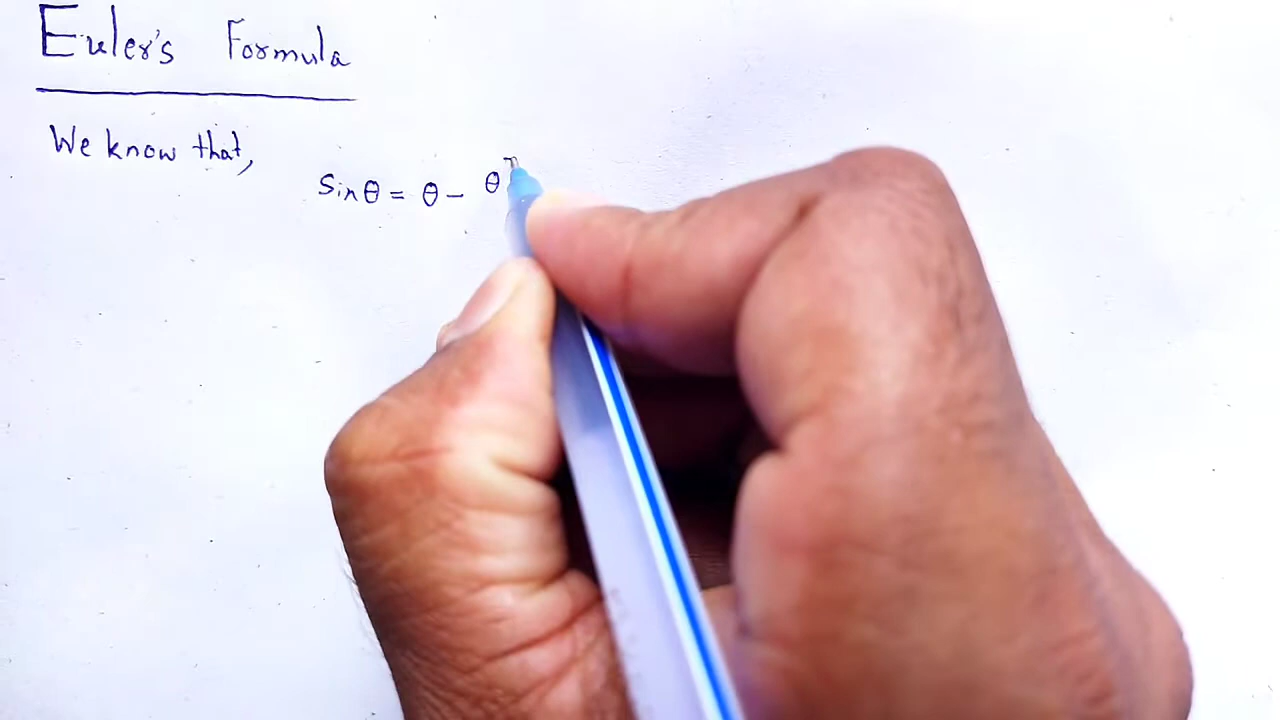 Euler's Formula
We know that,
Sinθ = θ - θ